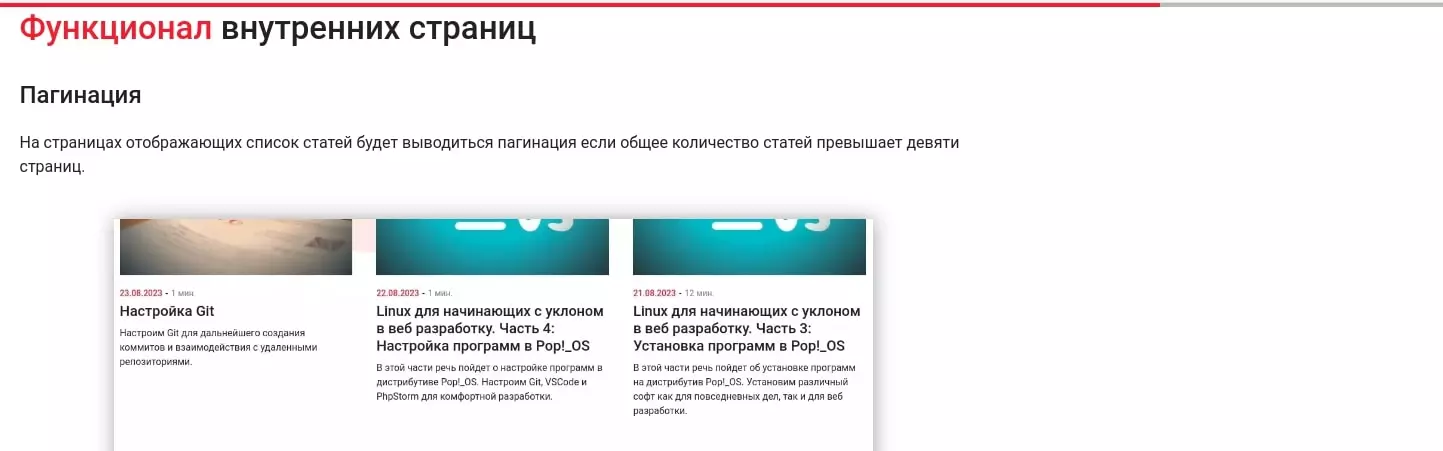 Функционал внутренних страниц
Пагинация
На страницах отображающих список статей будет выводиться пагинация если общее количество статей превышает девяти
страниц.
23.08.2023 - 1 мин.
Настройка Git
Настроим Git для дальнейшего создания
коммитов и взаимодействия с удаленными
репозиториями.
22.08.2023 - 1 мин.
Linux для начинающих с уклоном
в веб разработку. Часть 4:
Настройка программ в Pop!_OS
В этой части речь пойдет о настройке программ в
дистрибутиве Pop!_OS. Настроим Git, VSCode и
PhpStorm для комфортной разработки.
21.08.2023 - 12 мин.
Linux для начинающих с уклоном
в веб разработку. Часть 3:
Установка программ в Pop!_OS
В этой части речь пойдет об установке программ
на дистрибутив Pop!_OS. Установим различный
софт как для повседневных дел, так и для веб
разработки.